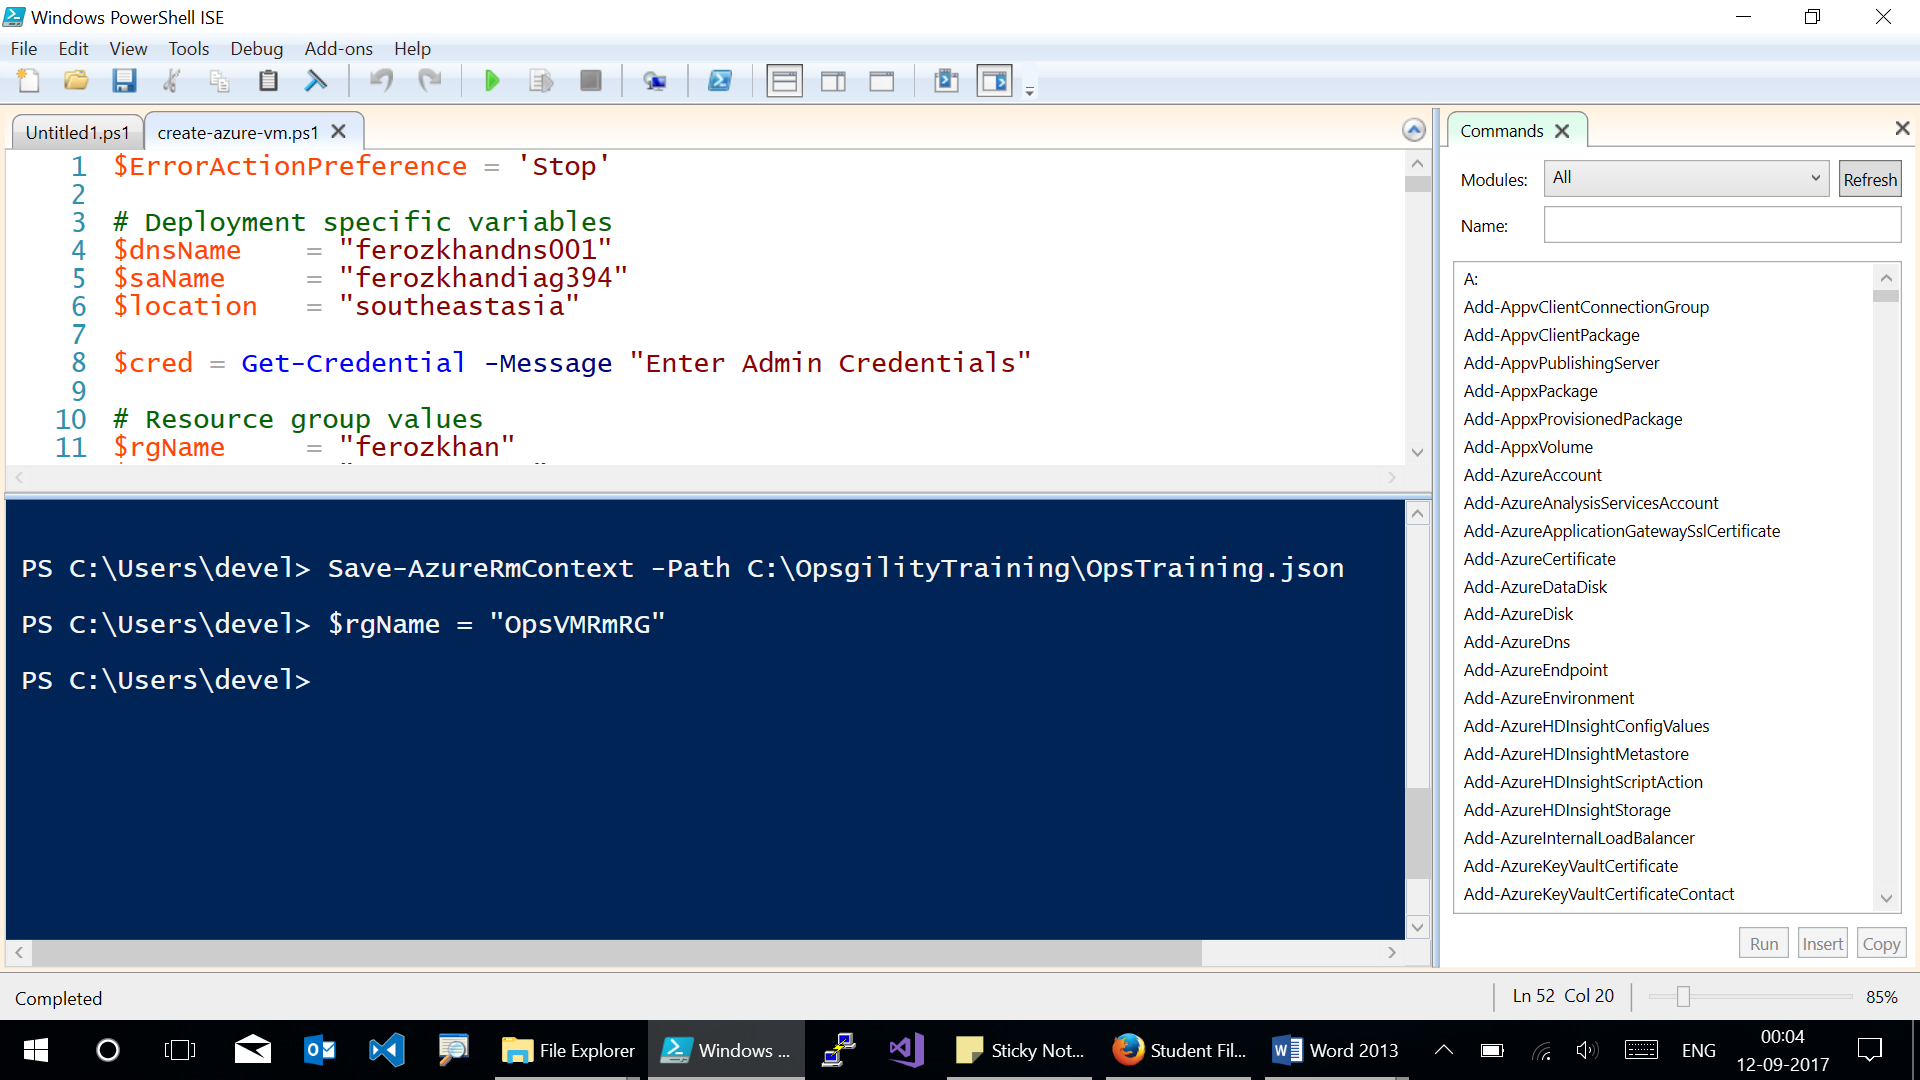 Windows PowerShell ISE
File Edit View Tools Debug Add-ons Help
Untitled1.ps1 create-azure-vm.ps1
1 $ErrorActionPreference = 'Stop'
2
3 # Deployment specific variables
4 $dnsName = "ferozkhandns001"
5 $saName = "ferozkhandiag394"
6 $location = "southeastasia"
7
8 $cred = Get-Credential -Message "Enter Admin Credentials"
9
10 # Resource group values
11 $rgName = "ferozkhan"
PS C:\Users\devel> Save-AzureRmContext -Path C:\OpsgilityTraining\OpsTraining.json
PS C:\Users\devel> $rgName = "OpsVMRmRG"
PS C:\Users\devel>
Commands
Modules: All Refresh
Name:
A:
Add-AppvClientConnectionGroup
Add-AppvClientPackage
Add-AppvPublishingServer
Add-AppxPackage
Add-AppxProvisionedPackage
Add-AppxVolume
Add-AzureAccount
Add-AzureAnalysisServicesAccount
Add-AzureApplicationGatewaySslCertificate
Add-AzureCertificate
Add-AzureDataDisk
Add-AzureDisk
Add-AzureDns
Add-AzureEndpoint
Add-AzureEnvironment
Add-AzureHDInsightConfigValues
Add-AzureHDInsightMetastore
Add-AzureHDInsightScriptAction
Add-AzureHDInsightStorage
Add-AzureInternalLoadBalancer
Add-AzureKeyVaultCertificate
Add-AzureKeyVaultCertificateContact
Run Insert Copy
Completed
Ln 52 Col 20
85%
File Explorer
Windows ...
Sticky Not...
Student Fil...
Word 2013
ENG
00:04
12-09-2017